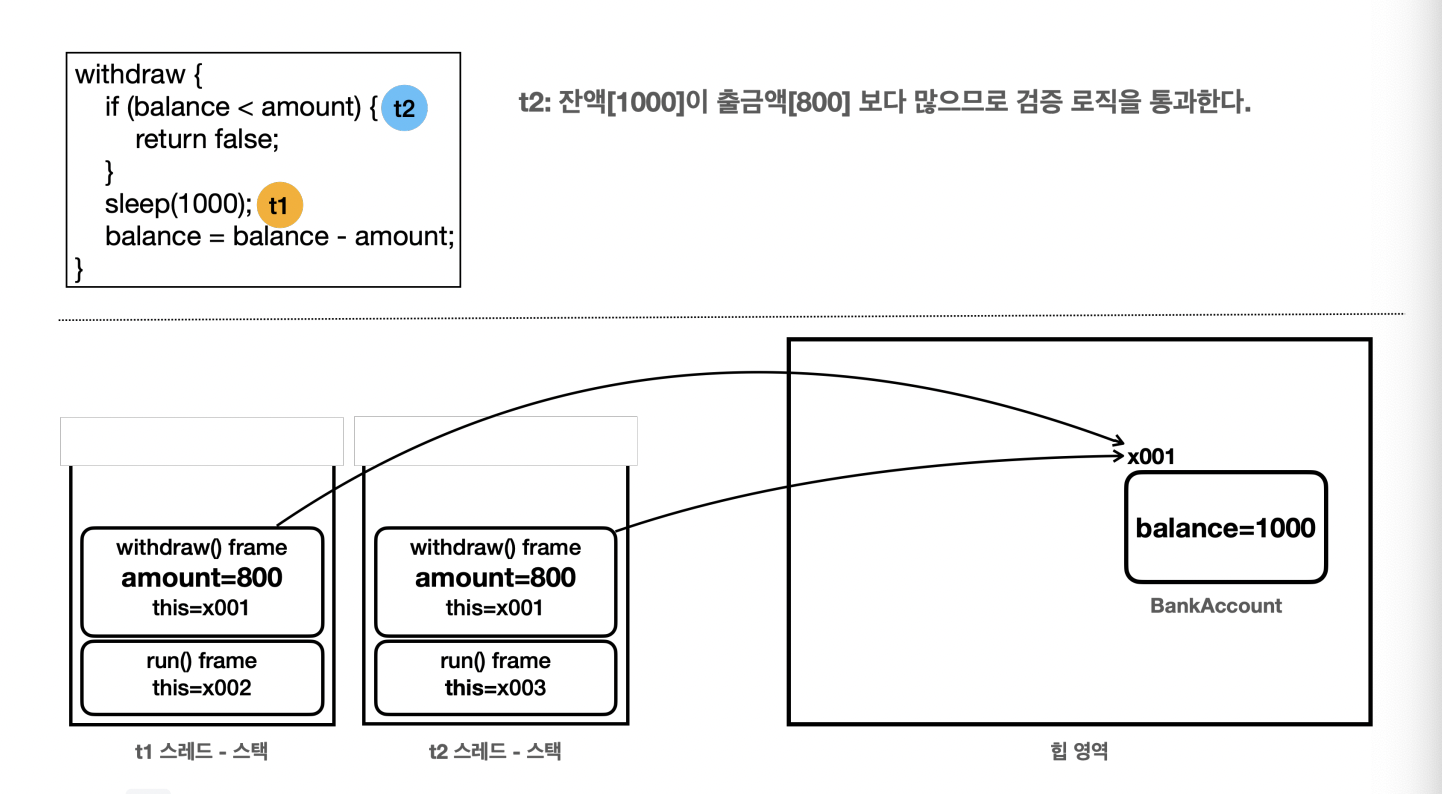 withdraw {
if (balance < amount) { t2
return false;
}
sleep(1000); t1
balance = balance - amount;
}
t2: 잔액[1000]이 출금액[800] 보다 많으므로 검증 로직을 통과한다.
withdraw() frame
amount=800
this=x001
run() frame
this=x002
t1 스레드 - 스택
withdraw() frame
amount=800
this=x001
run() frame
this=x003
t2 스레드 - 스택
x001
balance=1000
BankAccount
힙 영역